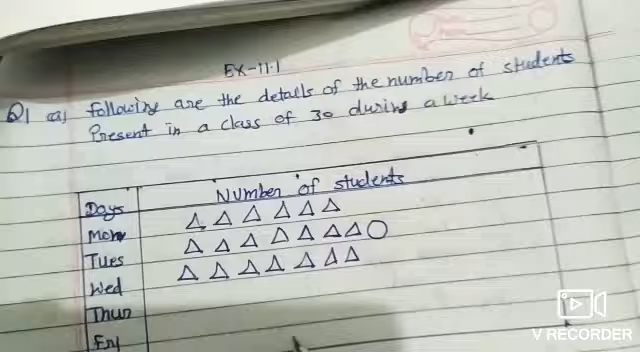 EX-11.1
Q1 (a) following are the details of the number of students
Present in a class of 30 during a week
Days Number of students
Mon △ △ △ △ △ △
Tues △ △ △ △ △ △ △ ○
Wed △ △ △ △ △ △ △
Thur
Fri
V RECORDER